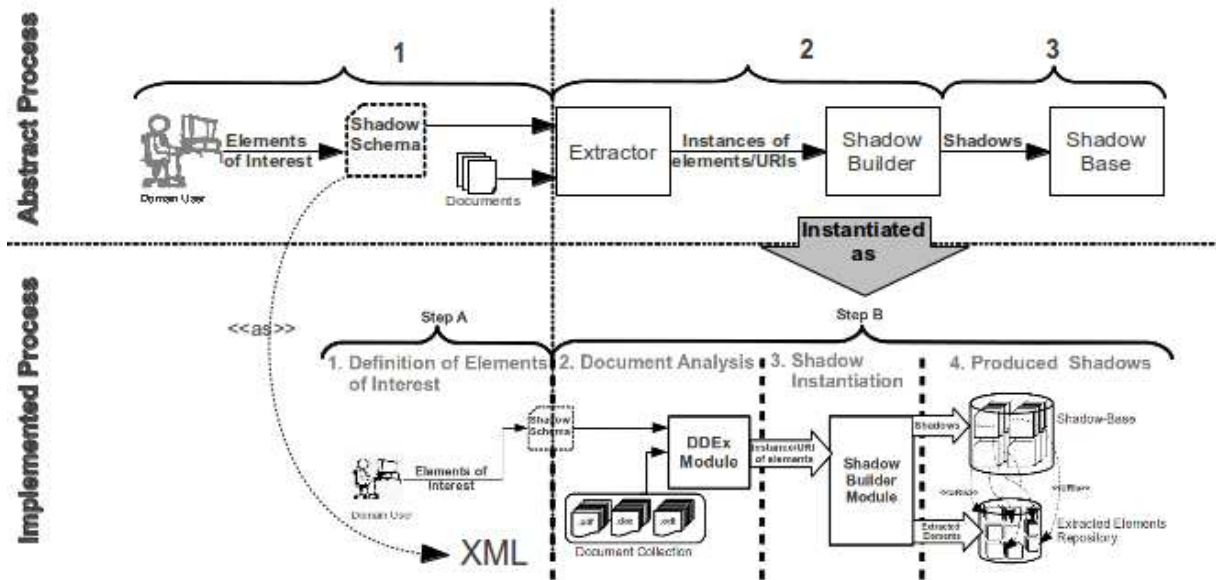 Abstract Process
1
2
3
Elements
of Interest
Domain User
Shadow
Schema
Documents
Extractor
Instances of
elements/URIs
Shadow
Builder
Shadows
Shadow
Base
Instantiated
as
Implemented Process
<<as>>
Step A
Step B
1. Definition of Elements
of Interest
2. Document Analysis
3. Shadow
Instantiation
4. Produced Shadows
Shadow
Schema
Elements of
Interest
Domain User
XML
.pdf
.doc
.odt
Document Collection
DDEx
Module
Instance/URI
of elements
Shadow
Builder
Module
Shadows
Shadow-Base
Extracted
Elements
Extracted Elements
Repository